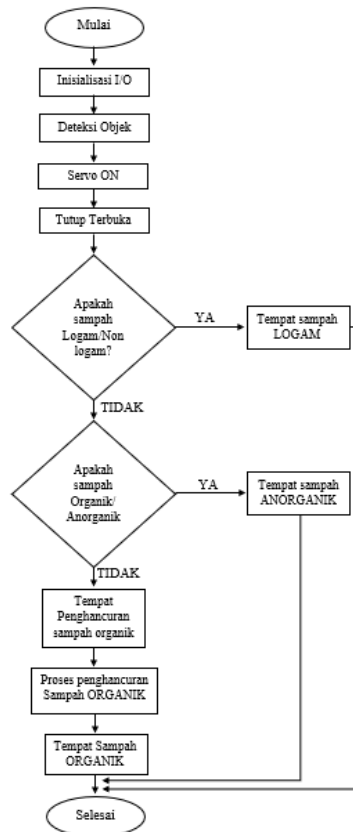 Mulai
Inisialisasi I/O
Deteksi Objek
Servo ON
Tutup Terbuka
Apakah
sampah
Logam/Non
logam?
YA
Tempat sampah
LOGAM
TIDAK
Apakah
sampah
Organik/
Anorganik
YA
Tempat sampah
ANORGANIK
TIDAK
Tempat
Penghancuran
sampah organik
Proses penghancuran
Sampah ORGANIK
Tempat Sampah
ORGANIK
Selesai